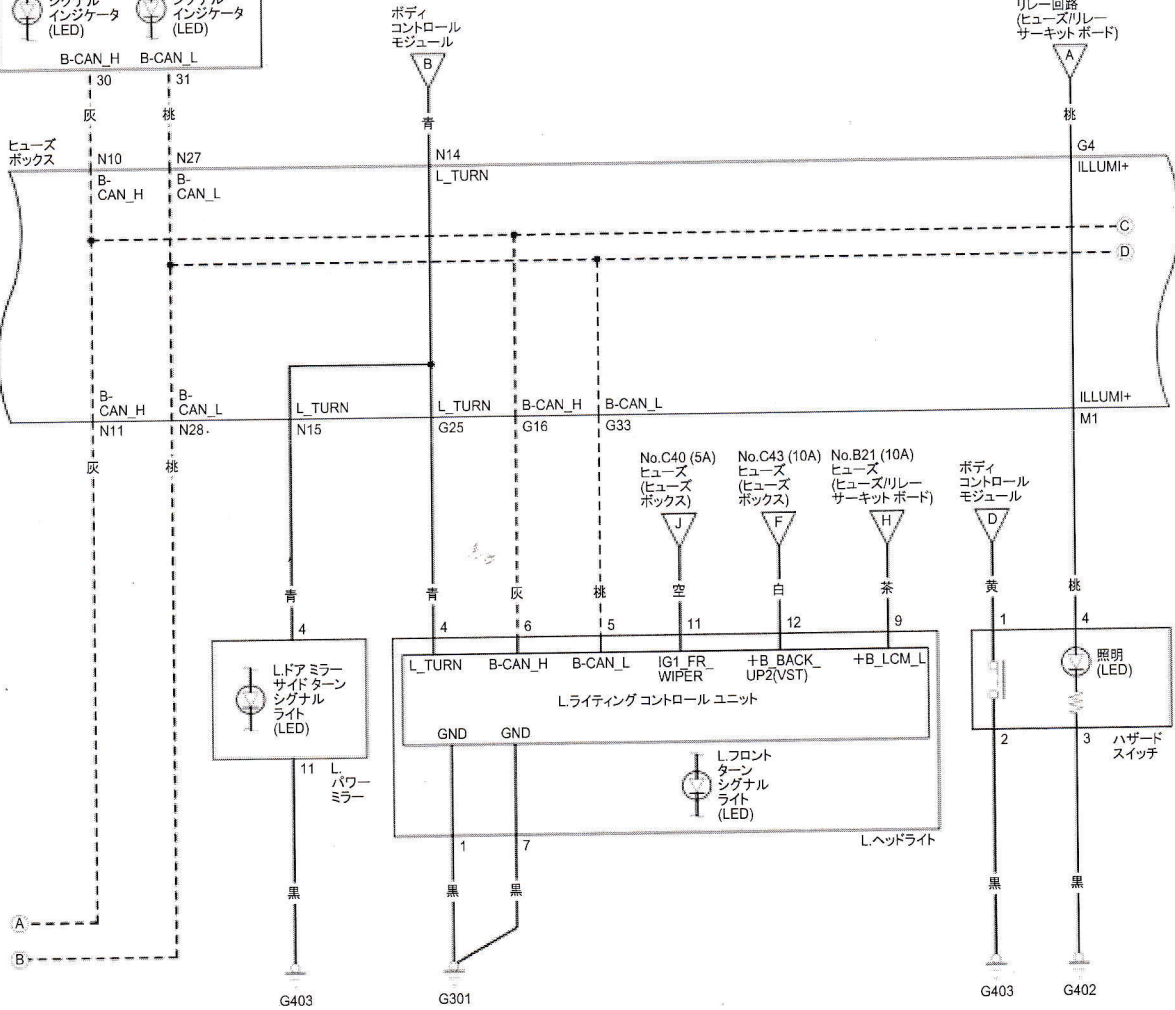 シグナル
インジケータ
(LED)
シグナル
インジケータ
(LED)
B-CAN_H
B-CAN_L
30
31
灰
桃
ボディ
コントロール
モジュール
B
青
リレー回路
(ヒューズ/リレー
サーキット ボード)
A
桃
ヒューズ
ボックス
N10
N27
N14
G4
B-
CAN_H
B-
CAN_L
L_TURN
ILLUMI+
C
D
B-
CAN_H
B-
CAN_L
L_TURN
L_TURN
B-CAN_H
B-CAN_L
ILLUMI+
N11
N28
N15
G25
G16
G33
M1
灰
桃
No.C40 (5A)
ヒューズ
(ヒューズ
ボックス)
J
No.C43 (10A)
ヒューズ
(ヒューズ
ボックス)
F
No.B21 (10A)
ヒューズ
(ヒューズ/リレー
サーキット ボード)
H
ボディ
コントロール
モジュール
D
青
青
灰
桃
空
白
茶
黄
桃
4
4
6
5
11
12
9
1
4
L.ドア ミラー
サイド ターン
シグナル
ライト
(LED)
11
L.
パワー
ミラー
L_TURN
B-CAN_H
B-CAN_L
IG1_FR_
WIPER
+B_BACK_
UP2(VST)
+B_LCM_L
L.ライティング コントロール ユニット
GND
GND
L.フロント
ターン
シグナル
ライト
(LED)
L.ヘッドライト
1
7
照明
(LED)
2
3
ハザード
スイッチ
黒
黒
黒
黒
黒
A
B
G403
G301
G403
G402